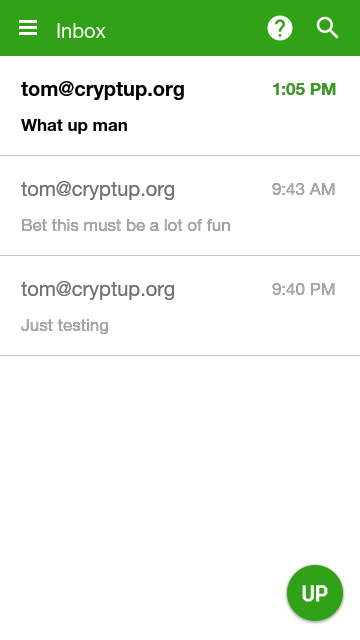 Inbox
tom@cryptup.org 1:05 PM
What up man
tom@cryptup.org 9:43 AM
Bet this must be a lot of fun
tom@cryptup.org 9:40 PM
Just testing
UP